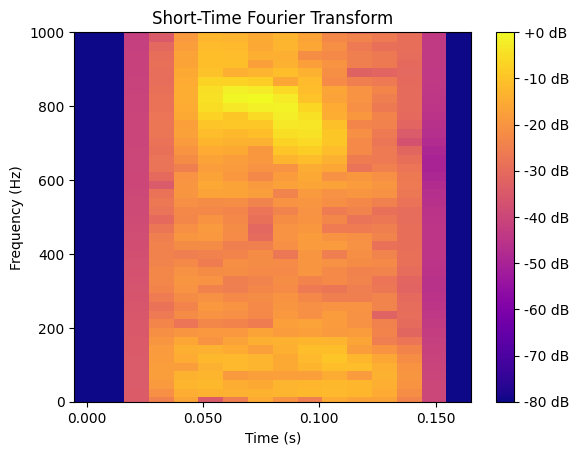 Short-Time Fourier Transform
Frequency (Hz)
1000
800
600
400
200
0
0.000
0.050
0.100
0.150
Time (s)
+0 dB
-10 dB
-20 dB
-30 dB
-40 dB
-50 dB
-60 dB
-70 dB
-80 dB